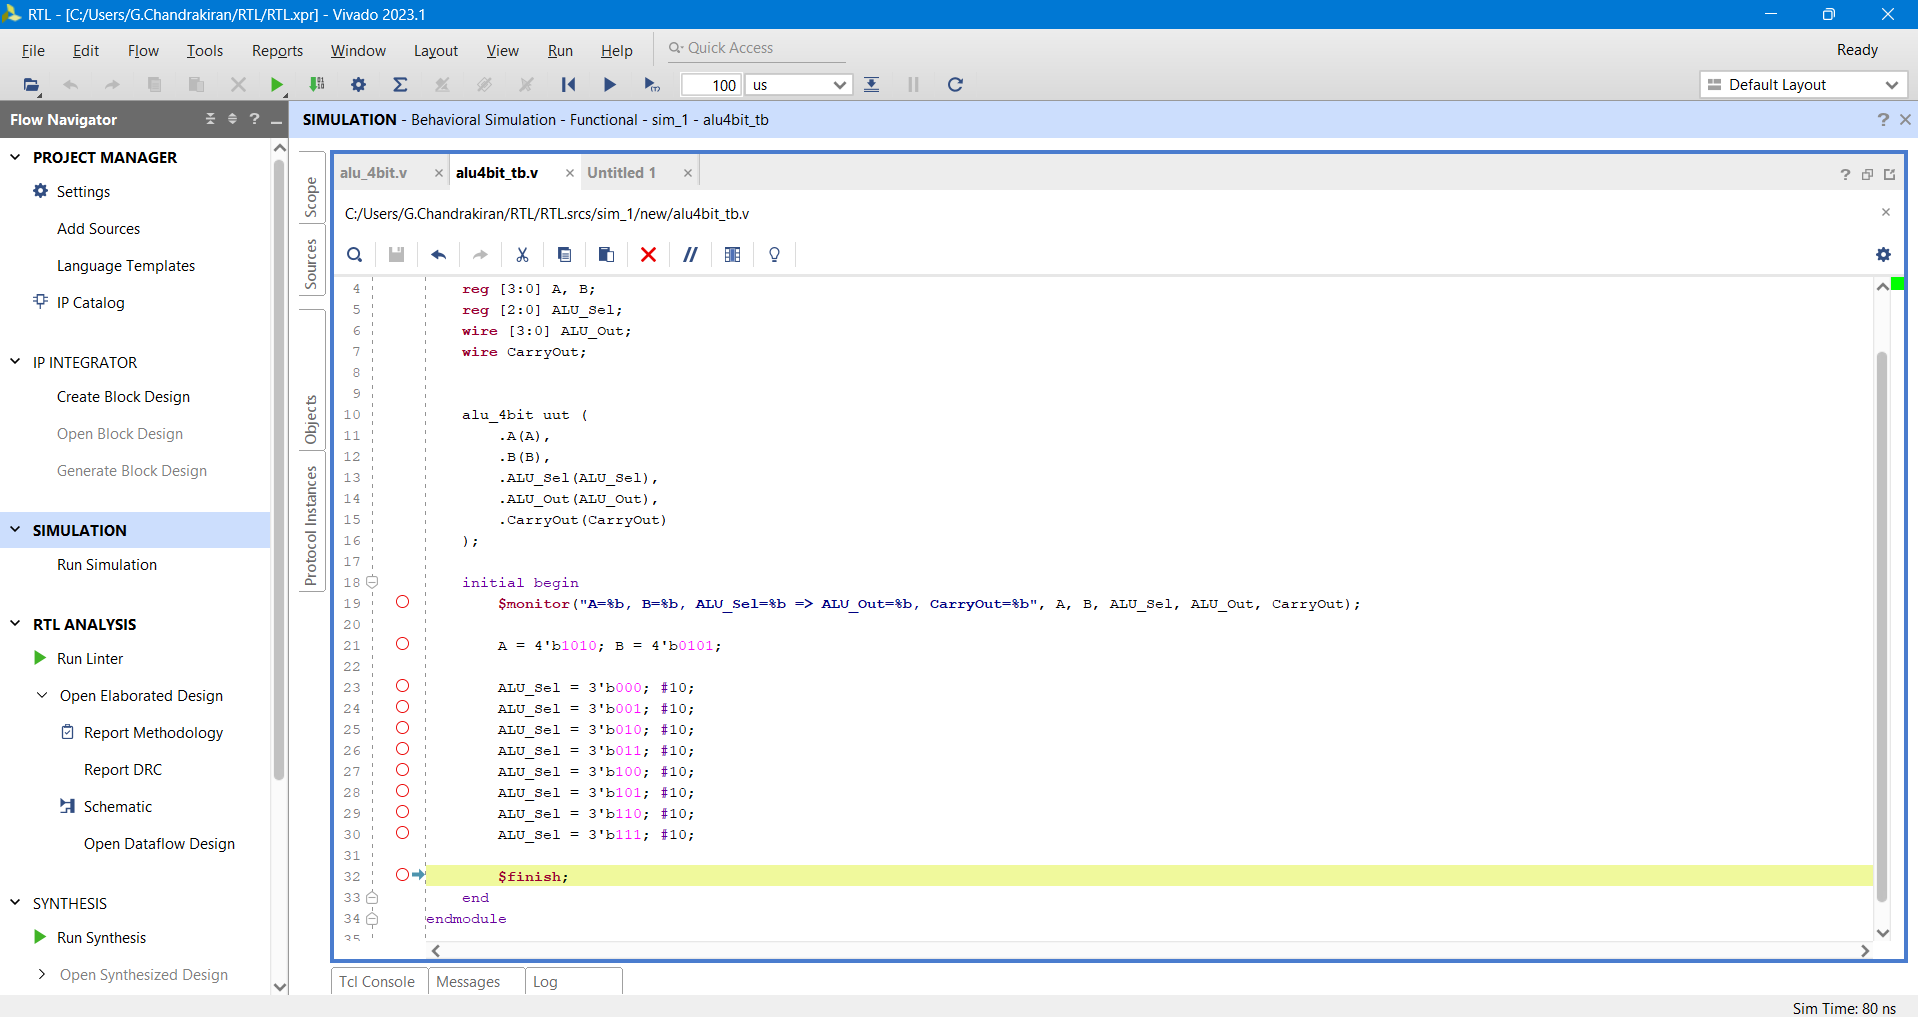 RTL - [C:/Users/G.Chandrakiran/RTL/RTL.xpr] - Vivado 2023.1
File Edit Flow Tools Reports Window Layout View Run Help Quick Access Ready
100 us Default Layout
Flow Navigator
PROJECT MANAGER
Settings
Add Sources
Language Templates
IP Catalog
IP INTEGRATOR
Create Block Design
Open Block Design
Generate Block Design
SIMULATION
Run Simulation
RTL ANALYSIS
Run Linter
Open Elaborated Design
Report Methodology
Report DRC
Schematic
Open Dataflow Design
SYNTHESIS
Run Synthesis
Open Synthesized Design
SIMULATION - Behavioral Simulation - Functional - sim_1 - alu4bit_tb
Scope
Sources
Objects
Protocol Instances
alu_4bit.v alu4bit_tb.v Untitled 1
C:/Users/G.Chandrakiran/RTL/RTL.srcs/sim_1/new/alu4bit_tb.v
4 reg [3:0] A, B;
5 reg [2:0] ALU_Sel;
6 wire [3:0] ALU_Out;
7 wire CarryOut;
8
9
10 alu_4bit uut (
11 .A(A),
12 .B(B),
13 .ALU_Sel(ALU_Sel),
14 .ALU_Out(ALU_Out),
15 .CarryOut(CarryOut)
16 );
17
18 initial begin
19 $monitor("A=%b, B=%b, ALU_Sel=%b => ALU_Out=%b, CarryOut=%b", A, B, ALU_Sel, ALU_Out, CarryOut);
20
21 A = 4'b1010; B = 4'b0101;
22
23 ALU_Sel = 3'b000; #10;
24 ALU_Sel = 3'b001; #10;
25 ALU_Sel = 3'b010; #10;
26 ALU_Sel = 3'b011; #10;
27 ALU_Sel = 3'b100; #10;
28 ALU_Sel = 3'b101; #10;
29 ALU_Sel = 3'b110; #10;
30 ALU_Sel = 3'b111; #10;
31
32 $finish;
33 end
34 endmodule
35
Tcl Console Messages Log
Sim Time: 80 ns